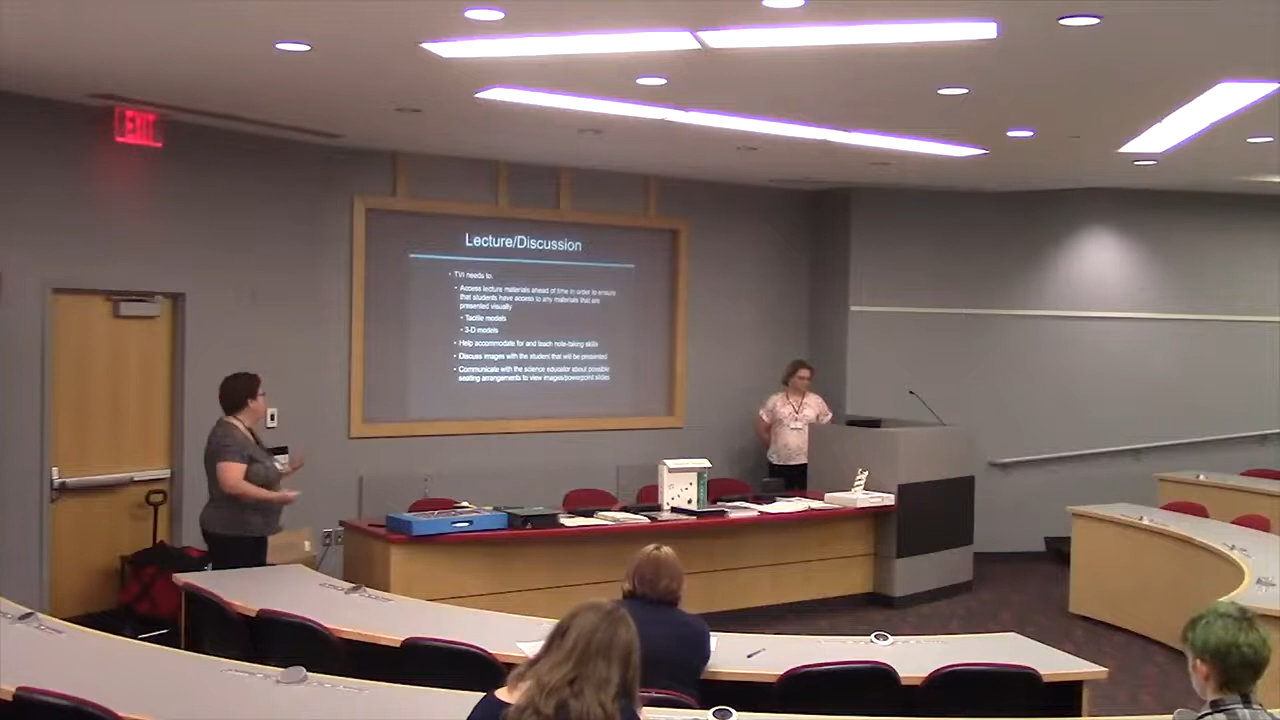 EXIT
Lecture/Discussion
• TVI needs to:
• Access lecture materials ahead of time in order to ensure
that students have access to any materials that are
presented visually
• Tactile models
• 3-D models
• Help accommodate for and teach note-taking skills
• Discuss images with the student that will be presented
• Communicate with the science educator about possible
seating arrangements to view images/powerpoint slides